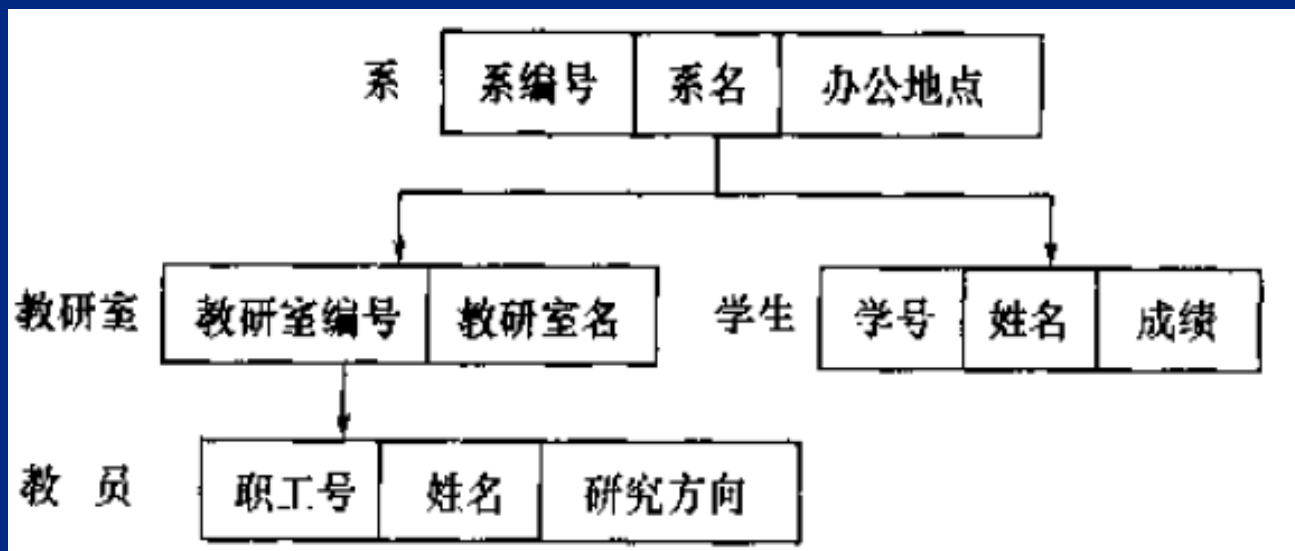 系 系编号 系名 办公地点
教研室 教研室编号 教研室名 学生 学号 姓名 成绩
教 员 职工号 姓名 研究方向